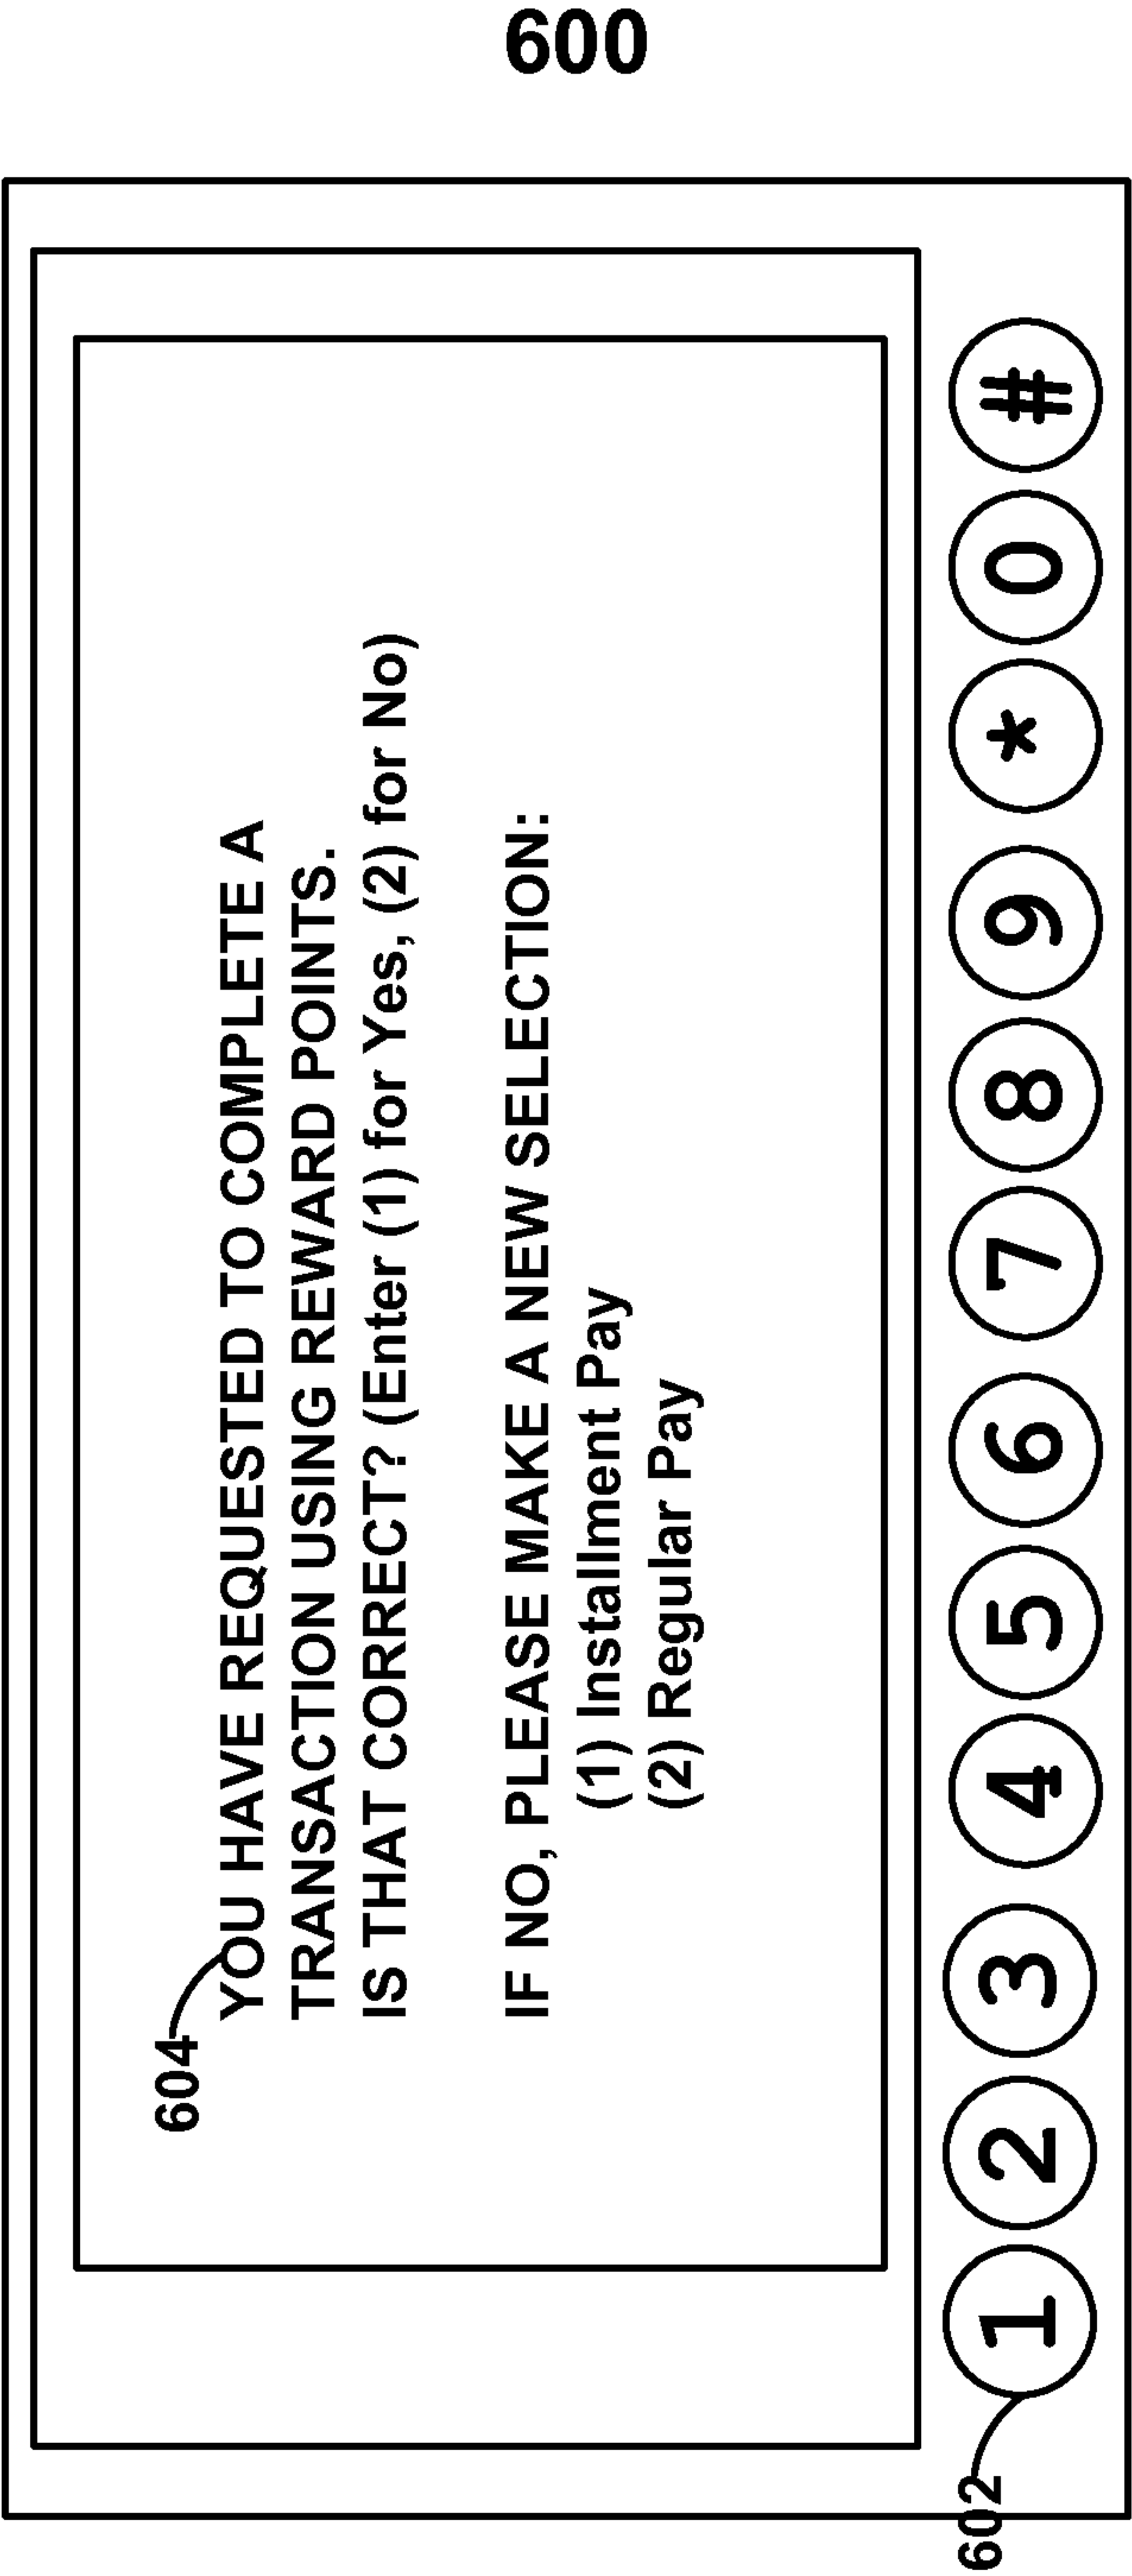 600
604
YOU HAVE REQUESTED TO COMPLETE A
TRANSACTION USING REWARD POINTS.
IS THAT CORRECT? (Enter (1) for Yes, (2) for No)
IF NO, PLEASE MAKE A NEW SELECTION:
(1) Installment Pay
(2) Regular Pay
602
1 2 3 4 5 6 7 8 9 * 0 #